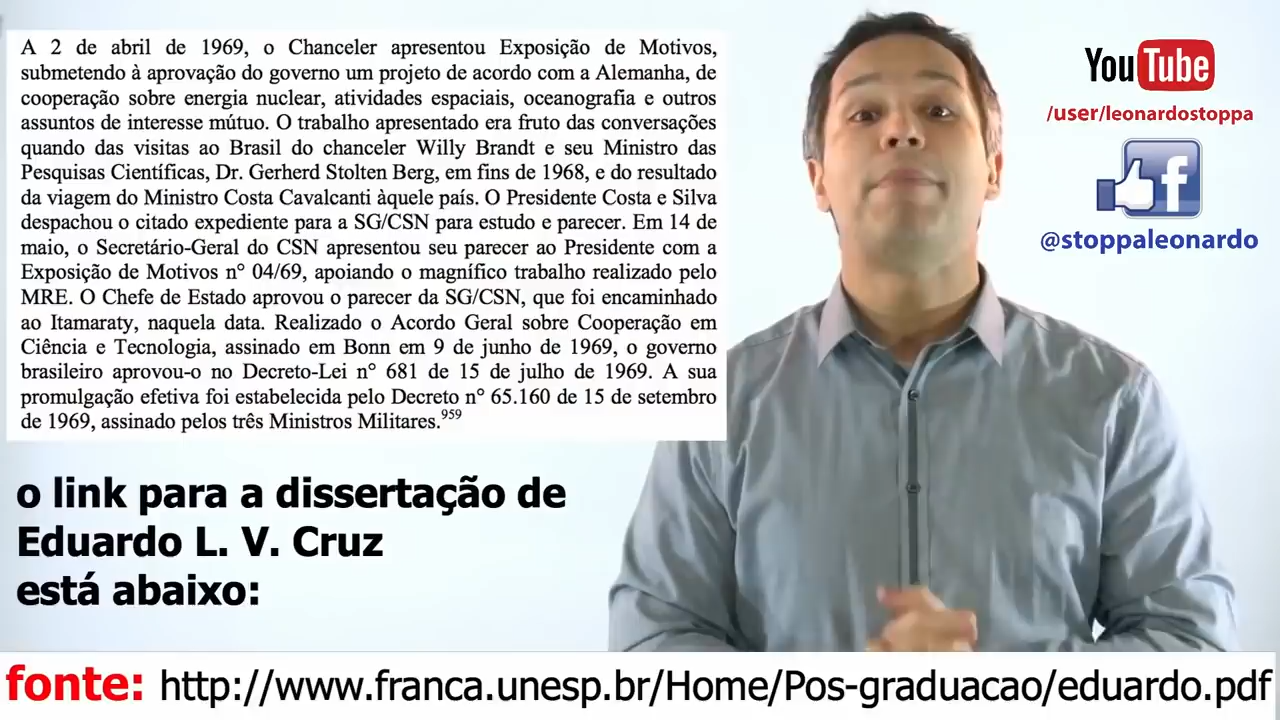 A 2 de abril de 1969, o Chanceler apresentou Exposição de Motivos,
submetendo à aprovação do governo um projeto de acordo com a Alemanha, de
cooperação sobre energia nuclear, atividades espaciais, oceanografia e outros
assuntos de interesse mútuo. O trabalho apresentado era fruto das conversações
quando das visitas ao Brasil do chanceler Willy Brandt e seu Ministro das
Pesquisas Científicas, Dr. Gerherd Stolten Berg, em fins de 1968, e do resultado
da viagem do Ministro Costa Cavalcanti àquele país. O Presidente Costa e Silva
despachou o citado expediente para a SG/CSN para estudo e parecer. Em 14 de
maio, o Secretário-Geral do CSN apresentou seu parecer ao Presidente com a
Exposição de Motivos n° 04/69, apoiando o magnífico trabalho realizado pelo
MRE. O Chefe de Estado aprovou o parecer da SG/CSN, que foi encaminhado
ao Itamaraty, naquela data. Realizado o Acordo Geral sobre Cooperação em
Ciência e Tecnologia, assinado em Bonn em 9 de junho de 1969, o governo
brasileiro aprovou-o no Decreto-Lei n° 681 de 15 de julho de 1969. A sua
promulgação efetiva foi estabelecida pelo Decreto n° 65.160 de 15 de setembro
de 1969, assinado pelos três Ministros Militares.959
YouTube
/user/leonardostoppa
f
@stoppaleonardo
o link para a dissertação de
Eduardo L. V. Cruz
está abaixo:
fonte: http://www.franca.unesp.br/Home/Pos-graduacao/eduardo.pdf